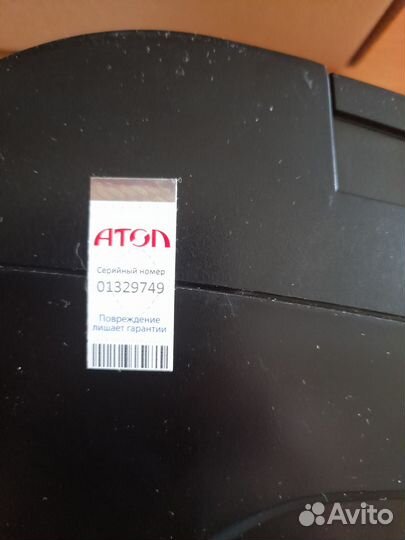 АТОЛ
Серийный номер
01329749
Повреждение
лишает гарантии
Avito